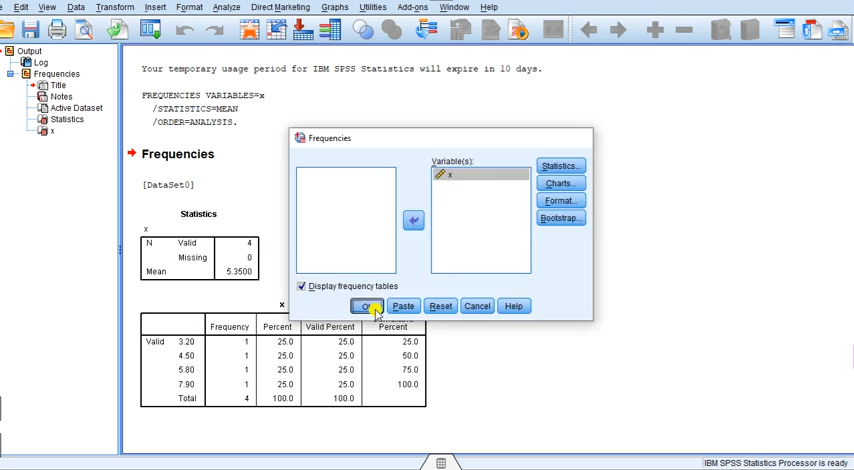 Edit View Data Transform Insert Format Analyze Direct Marketing Graphs Utilities Add-ons Window Help
Output
Log
Frequencies
Title
Notes
Active Dataset
Statistics
x
Your temporary usage period for IBM SPSS Statistics will expire in 10 days.
FREQUENCIES VARIABLES=x
/STATISTICS=MEAN
/ORDER=ANALYSIS.
Frequencies
[DataSet0]
Statistics
x
N Valid 4
Missing 0
Mean 5.3500
x
Frequency Percent Valid Percent Percent
Valid 3.20 1 25.0 25.0 25.0
4.50 1 25.0 25.0 50.0
5.80 1 25.0 25.0 75.0
7.90 1 25.0 25.0 100.0
Total 4 100.0 100.0
Frequencies
Variable(s):
x
Statistics...
Charts...
Format...
Bootstrap...
Display frequency tables
Paste Reset Cancel Help
IBM SPSS Statistics Processor is ready